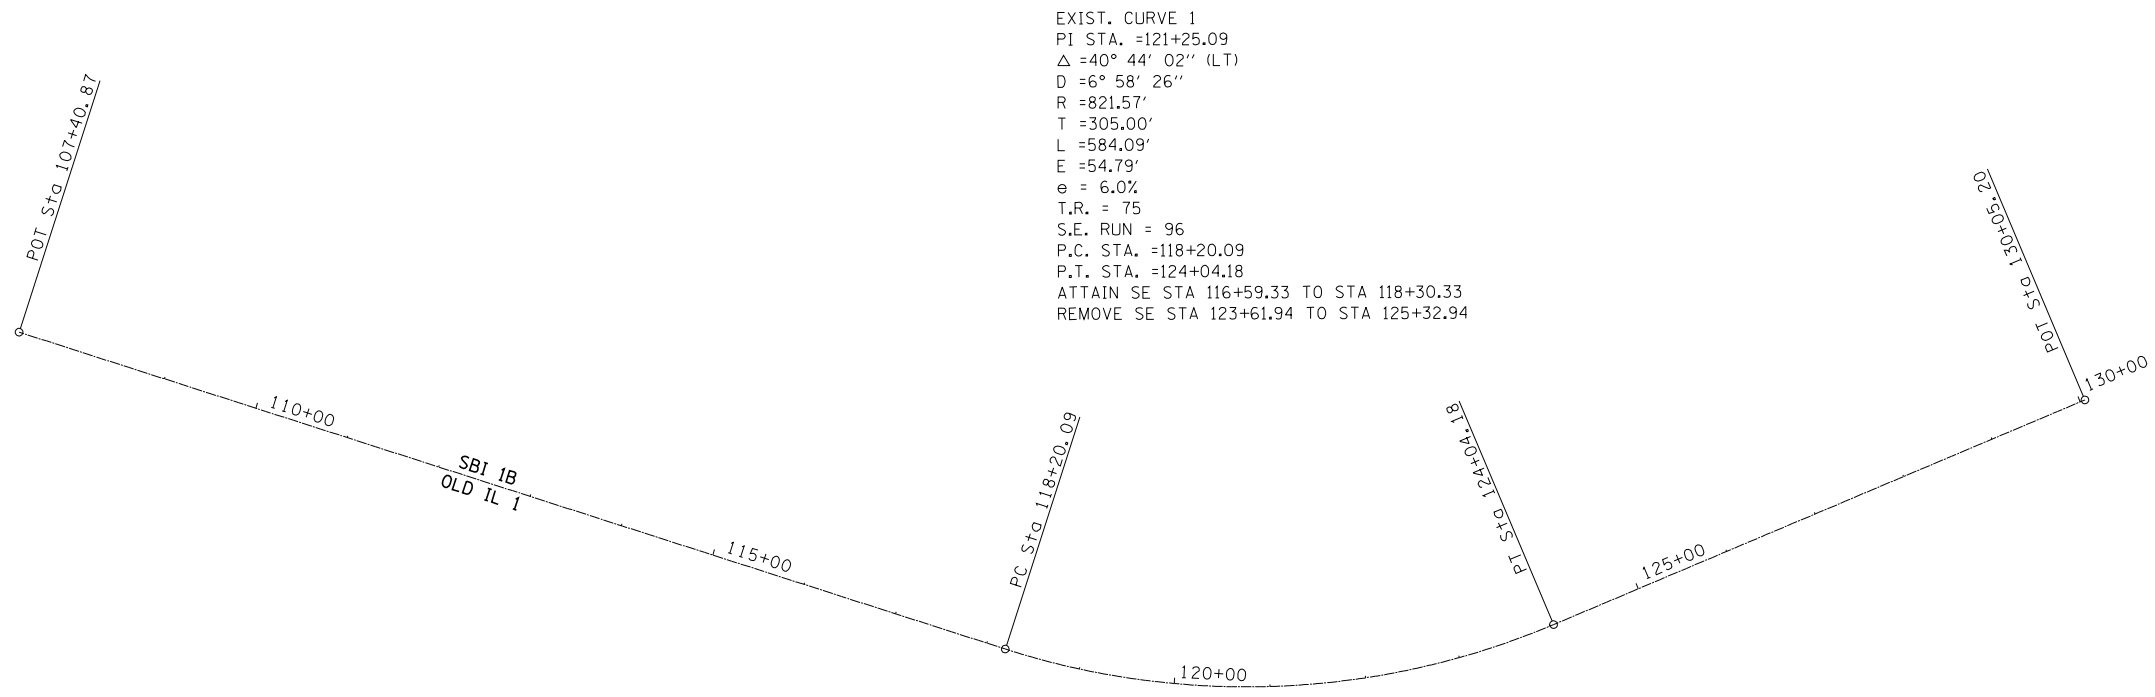 EXIST. CURVE 1
PI STA. =121+25.09
△ =40° 44' 02'' (LT)
D =6° 58' 26''
R =821.57'
T =305.00'
L =584.09'
E =54.79'
e = 6.0%
T.R. = 75
S.E. RUN = 96
P.C. STA. =118+20.09
P.T. STA. =124+04.18
ATTAIN SE STA 116+59.33 TO STA 118+30.33
REMOVE SE STA 123+61.94 TO STA 125+32.94
POT Sta 107+40.87
110+00
SBI 1B
OLD IL 1
115+00
PC Sta 118+20.09
120+00
PT Sta 124+04.18
125+00
POT Sta 130+05.20
130+00